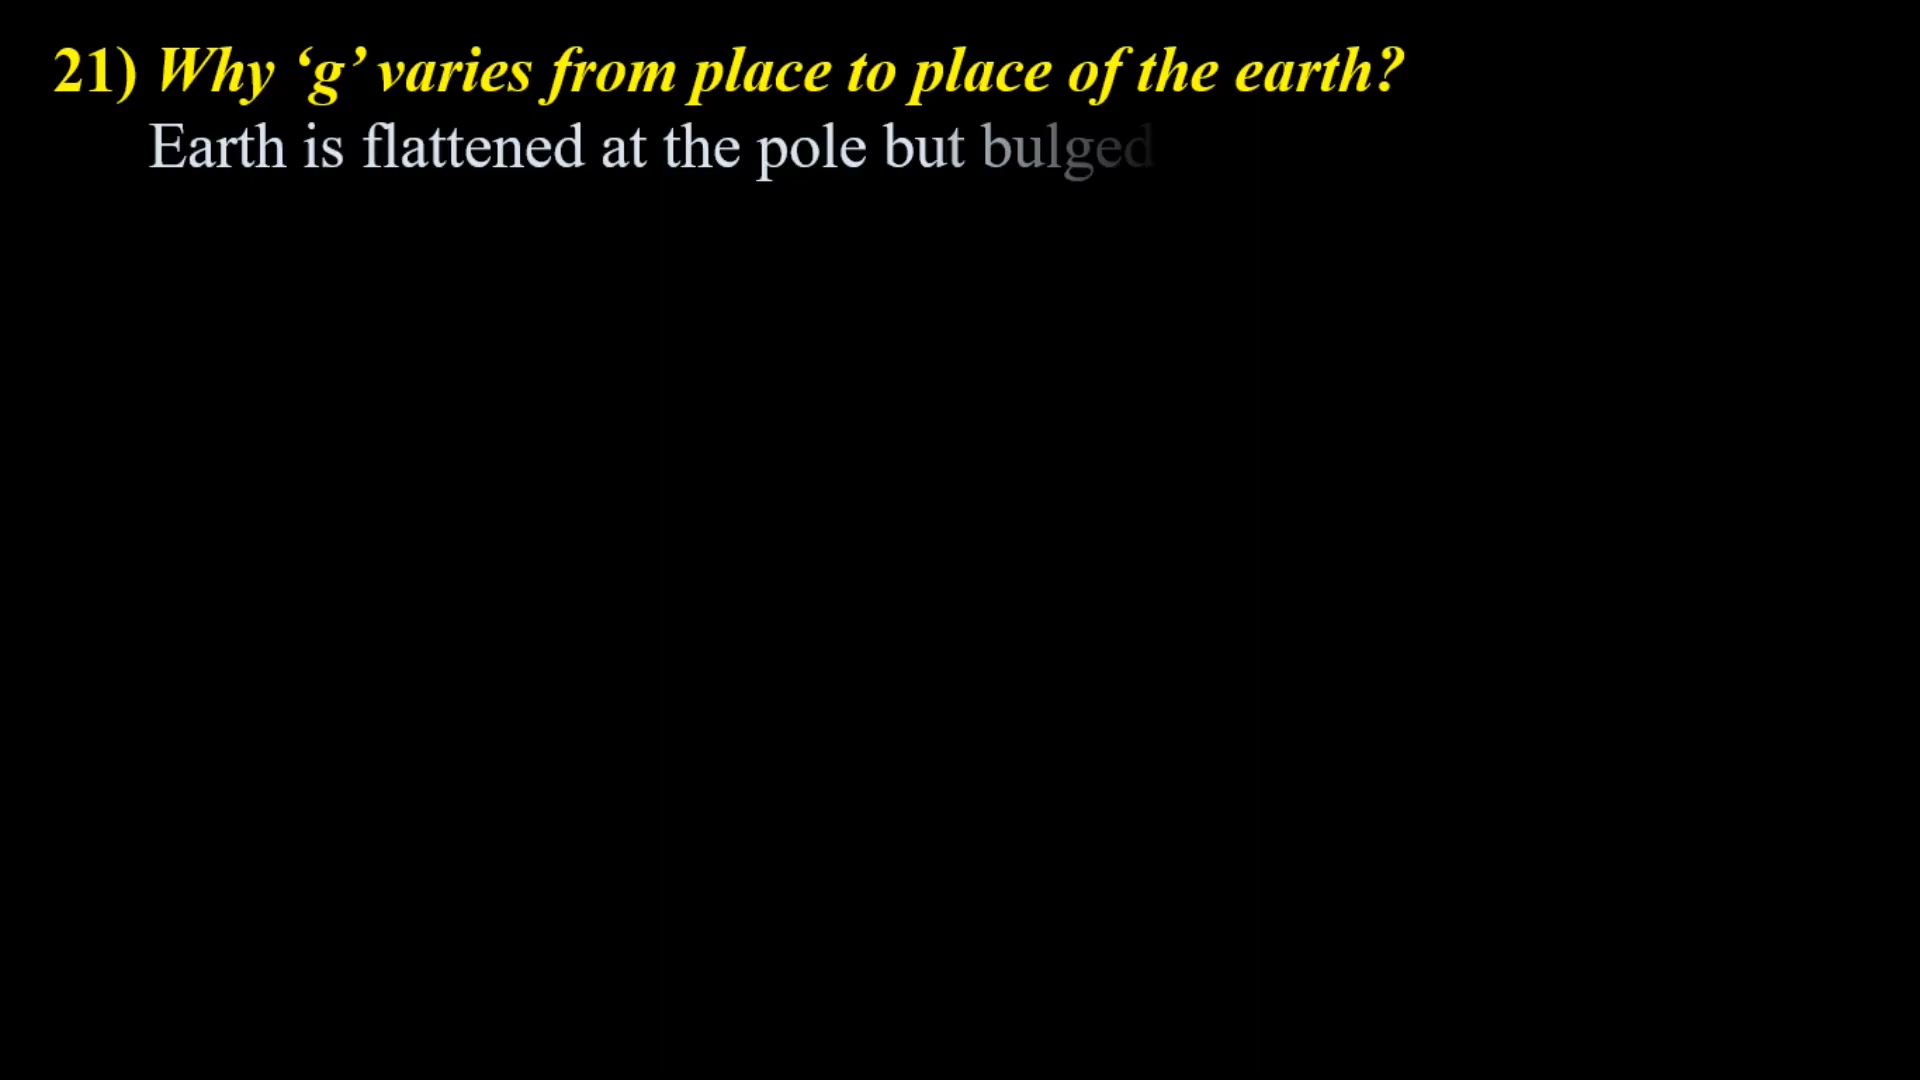 21) Why ‘g’ varies from place to place of the earth?
Earth is flattened at the pole but bulged